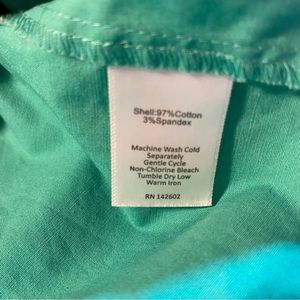 Shell:97%Cotton
3%Spandex
Machine Wash Cold
Separately
Gentle Cycle
Non-Chlorine Bleach
Tumble Dry Low
Warm Iron
RN 142602